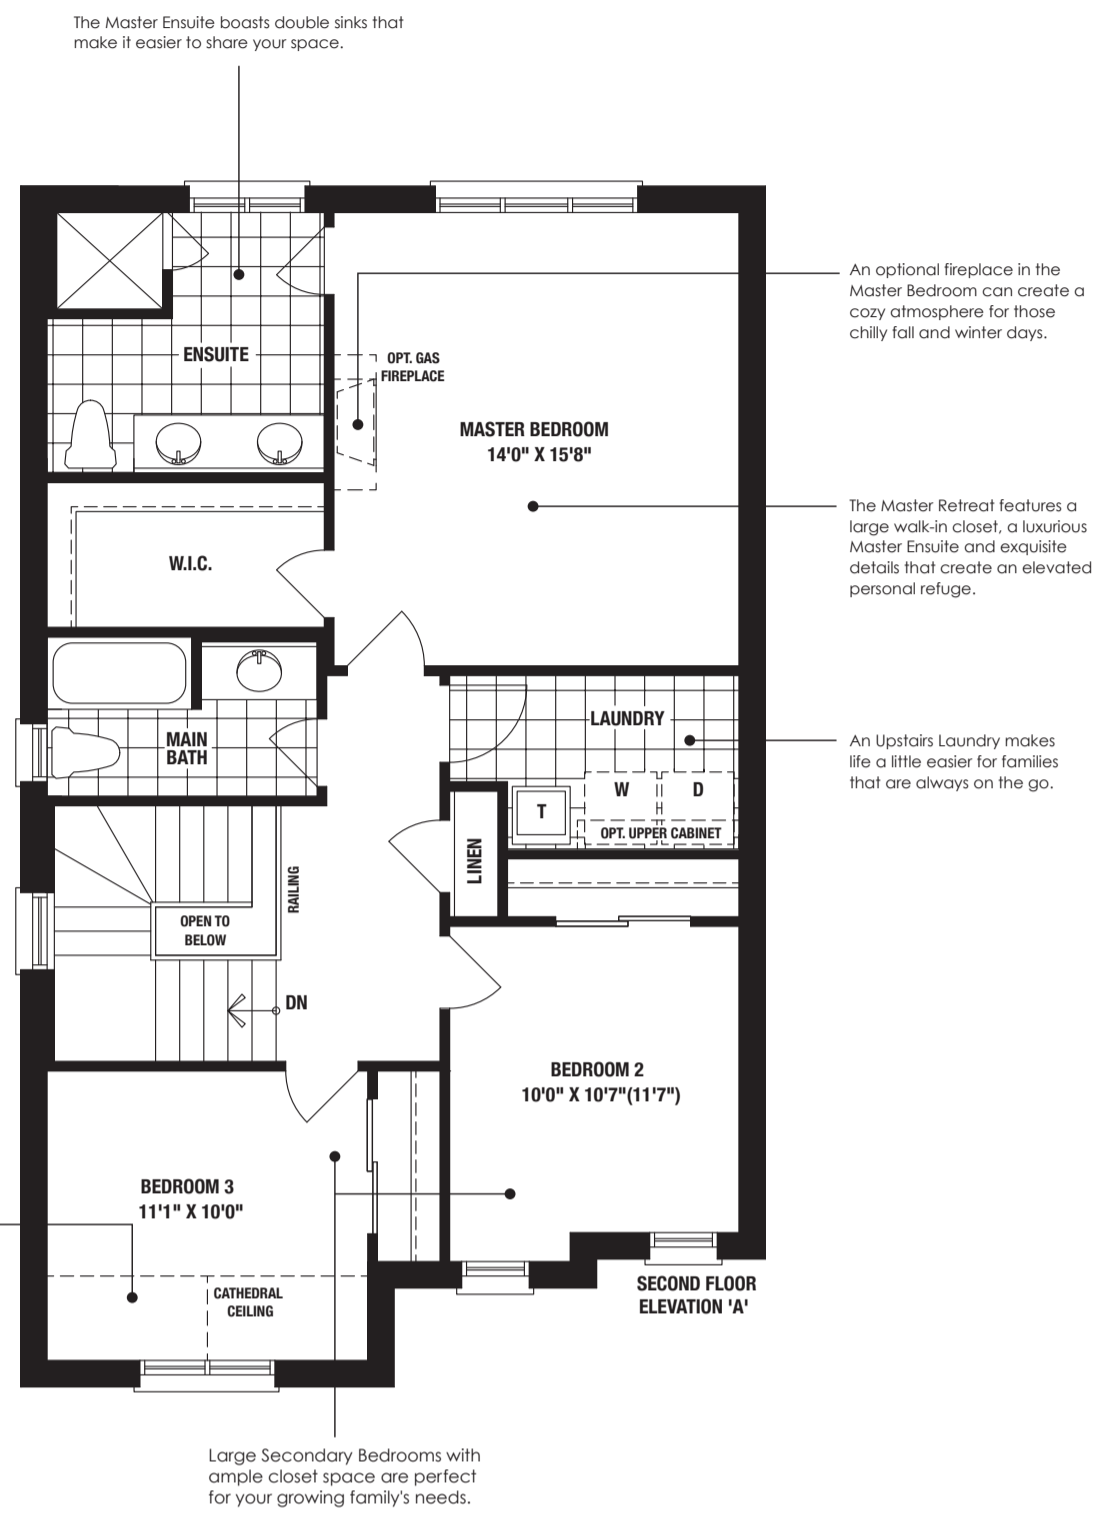 The Master Ensuite boasts double sinks that
make it easier to share your space.
An optional fireplace in the
Master Bedroom can create a
cozy atmosphere for those
chilly fall and winter days.
ENSUITE
OPT. GAS
FIREPLACE
MASTER BEDROOM
14'0" X 15'8"
The Master Retreat features a
large walk-in closet, a luxurious
Master Ensuite and exquisite
details that create an elevated
personal refuge.
W.I.C.
MAIN
BATH
LAUNDRY
An Upstairs Laundry makes
life a little easier for families
that are always on the go.
W
D
T
OPT. UPPER CABINET
LINEN
RAILING
OPEN TO
BELOW
DN
BEDROOM 2
10'0" X 10'7"(11'7")
BEDROOM 3
11'1" X 10'0"
CATHEDRAL
CEILING
SECOND FLOOR
ELEVATION 'A'
Large Secondary Bedrooms with
ample closet space are perfect
for your growing family's needs.